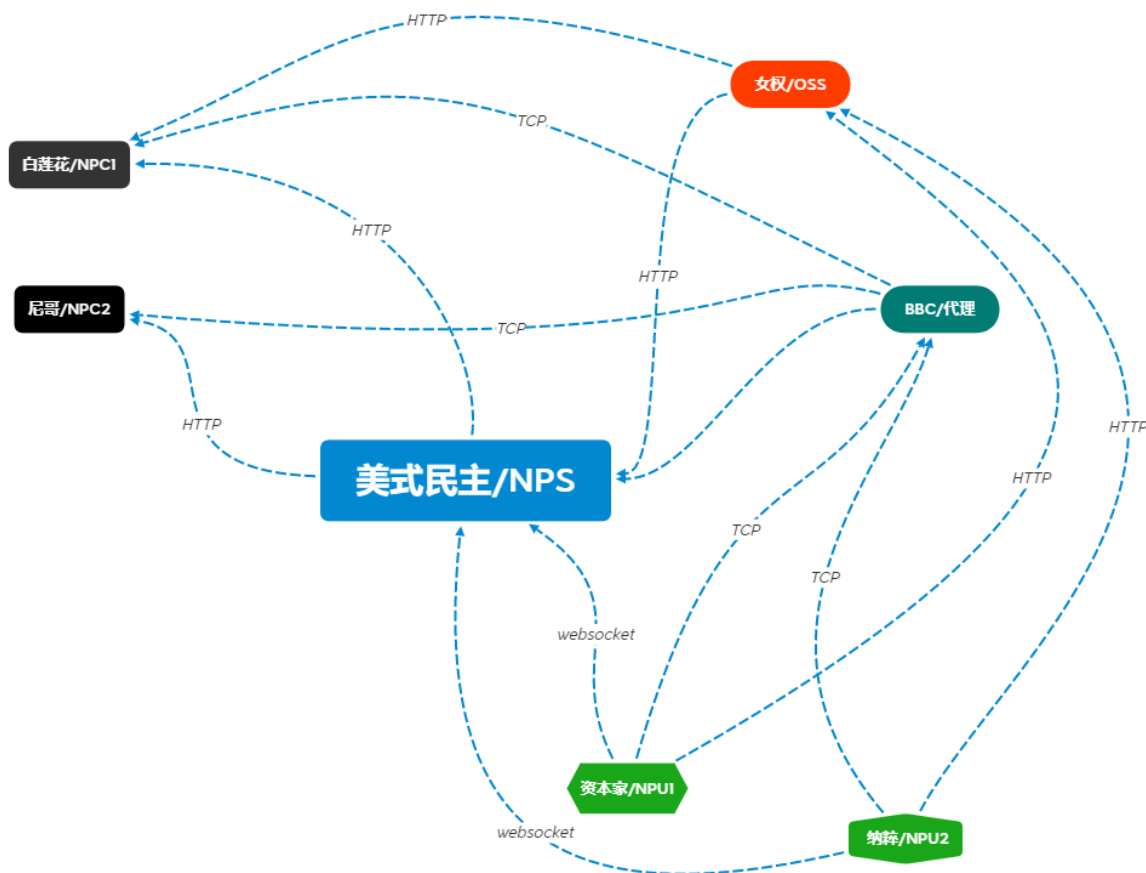 HTTP
女权/OSS
TCP
白莲花/NPC1
HTTP
HTTP
尼哥/NPC2
TCP
BBC/代理
HTTP
HTTP
美式民主/NPS
HTTP
TCP
TCP
websocket
资本家/NPU1
websocket
纳粹/NPU2